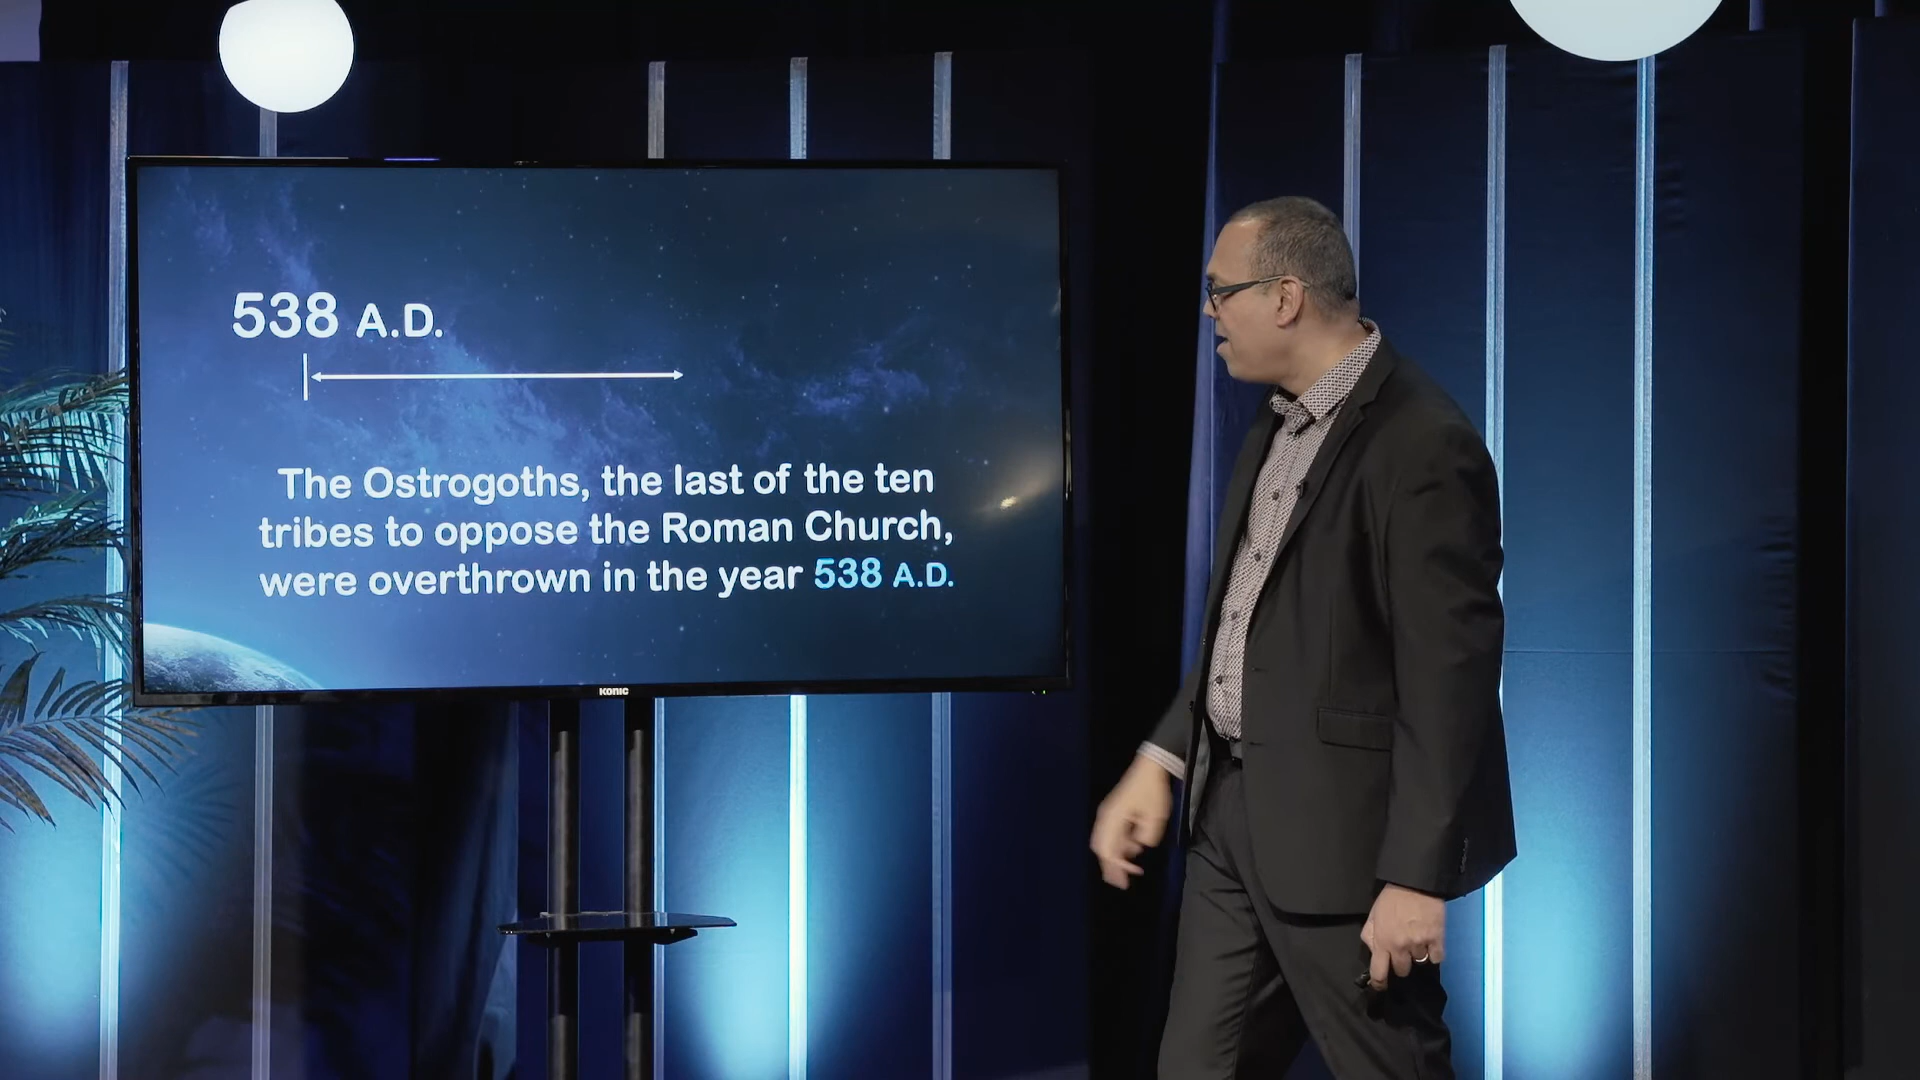 538 A.D.
The Ostrogoths, the last of the ten
tribes to oppose the Roman Church,
were overthrown in the year 538 A.D.
KONIC